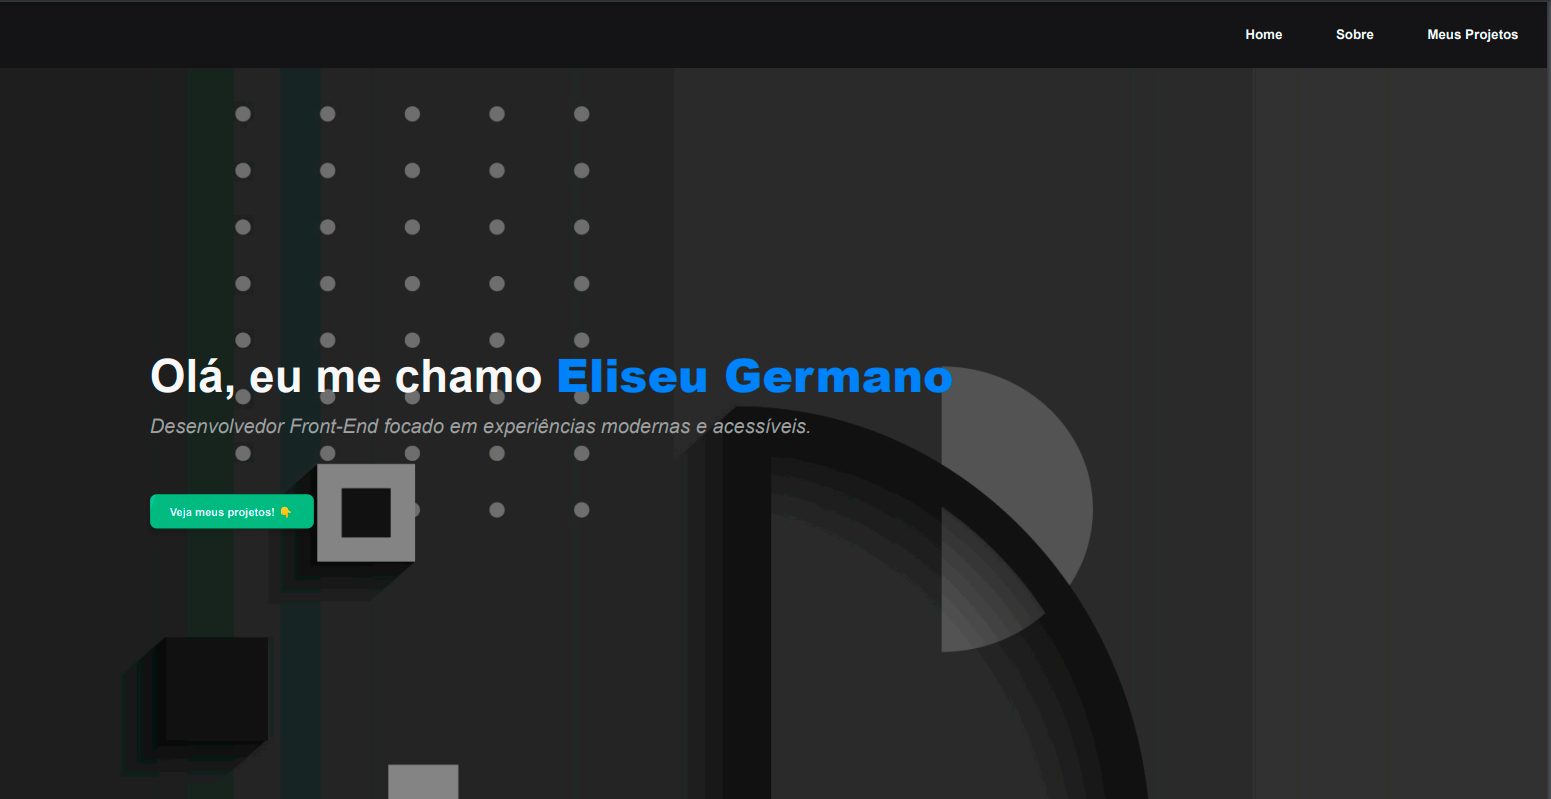 Home Sobre Meus Projetos
Olá, eu me chamo Eliseu Germano
Desenvolvedor Front-End focado em experiências modernas e acessíveis.
Veja meus projetos! 👇